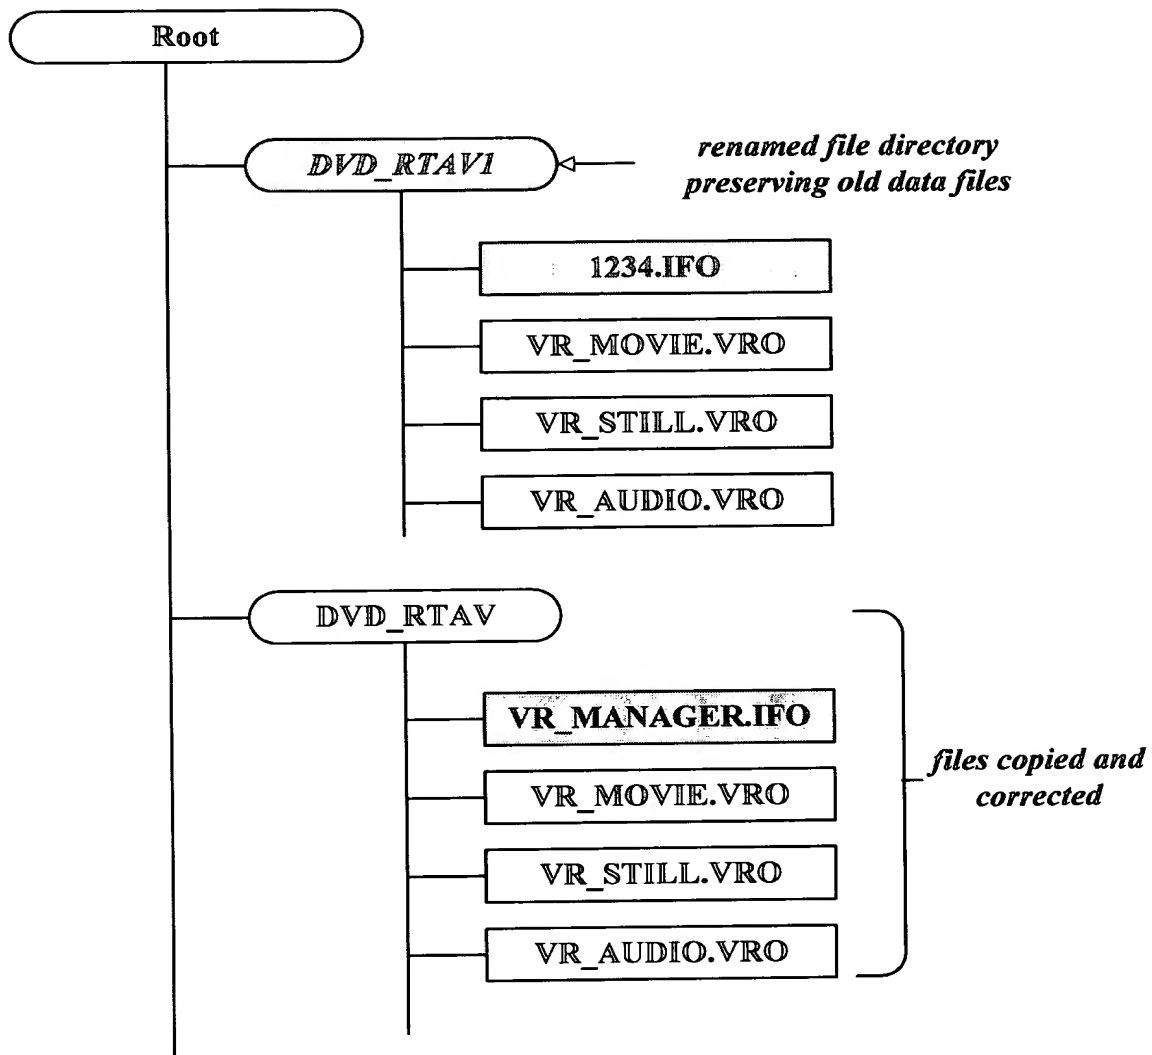 Root
DVD_RTAV1
renamed file directory
preserving old data files
1234.IFO
VR_MOVIE.VRO
VR_STILL.VRO
VR_AUDIO.VRO
DVD_RTAV
VR_MANAGER.IFO
VR_MOVIE.VRO
files copied and
corrected
VR_STILL.VRO
VR_AUDIO.VRO